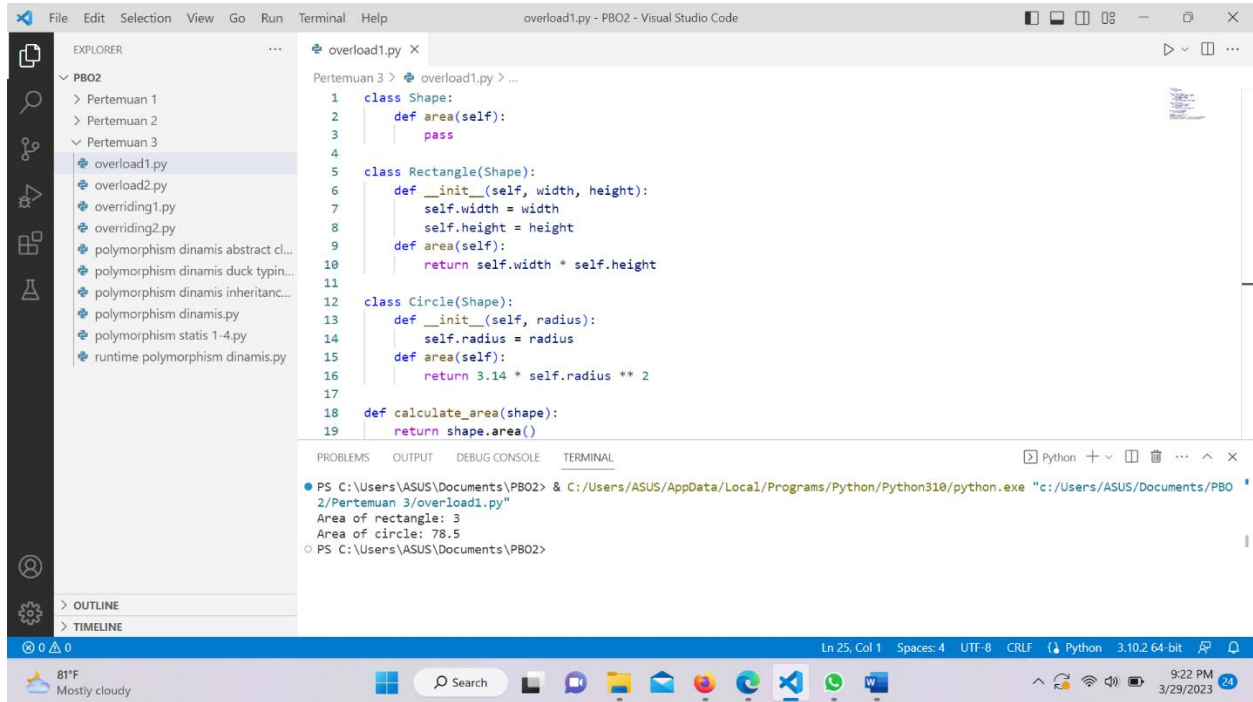 File Edit Selection View Go Run Terminal Help overload1.py - PBO2 - Visual Studio Code
EXPLORER ...
PBO2
Pertemuan 1
Pertemuan 2
Pertemuan 3
overload1.py
overload2.py
overriding1.py
overriding2.py
polymorphism dinamis abstract cl...
polymorphism dinamis duck typin...
polymorphism dinamis inheritanc...
polymorphism dinamis.py
polymorphism statis 1-4.py
runtime polymorphism dinamis.py
OUTLINE
TIMELINE
overload1.py
Pertemuan 3 > overload1.py > ...
1 class Shape:
2     def area(self):
3         pass
4
5 class Rectangle(Shape):
6     def __init__(self, width, height):
7         self.width = width
8         self.height = height
9     def area(self):
10         return self.width * self.height
11
12 class Circle(Shape):
13     def __init__(self, radius):
14         self.radius = radius
15     def area(self):
16         return 3.14 * self.radius ** 2
17
18 def calculate_area(shape):
19     return shape.area()
PROBLEMS OUTPUT DEBUG CONSOLE TERMINAL Python
PS C:\Users\ASUS\Documents\PBO2> & C:/Users/ASUS/AppData/Local/Programs/Python/Python310/python.exe "c:/Users/ASUS/Documents/PBO
2/Pertemuan 3/overload1.py"
Area of rectangle: 3
Area of circle: 78.5
PS C:\Users\ASUS\Documents\PBO2>
0 0 Ln 25, Col 1 Spaces: 4 UTF-8 CRLF Python 3.10.2 64-bit
81°F
Mostly cloudy
Search
9:22 PM
3/29/2023
24